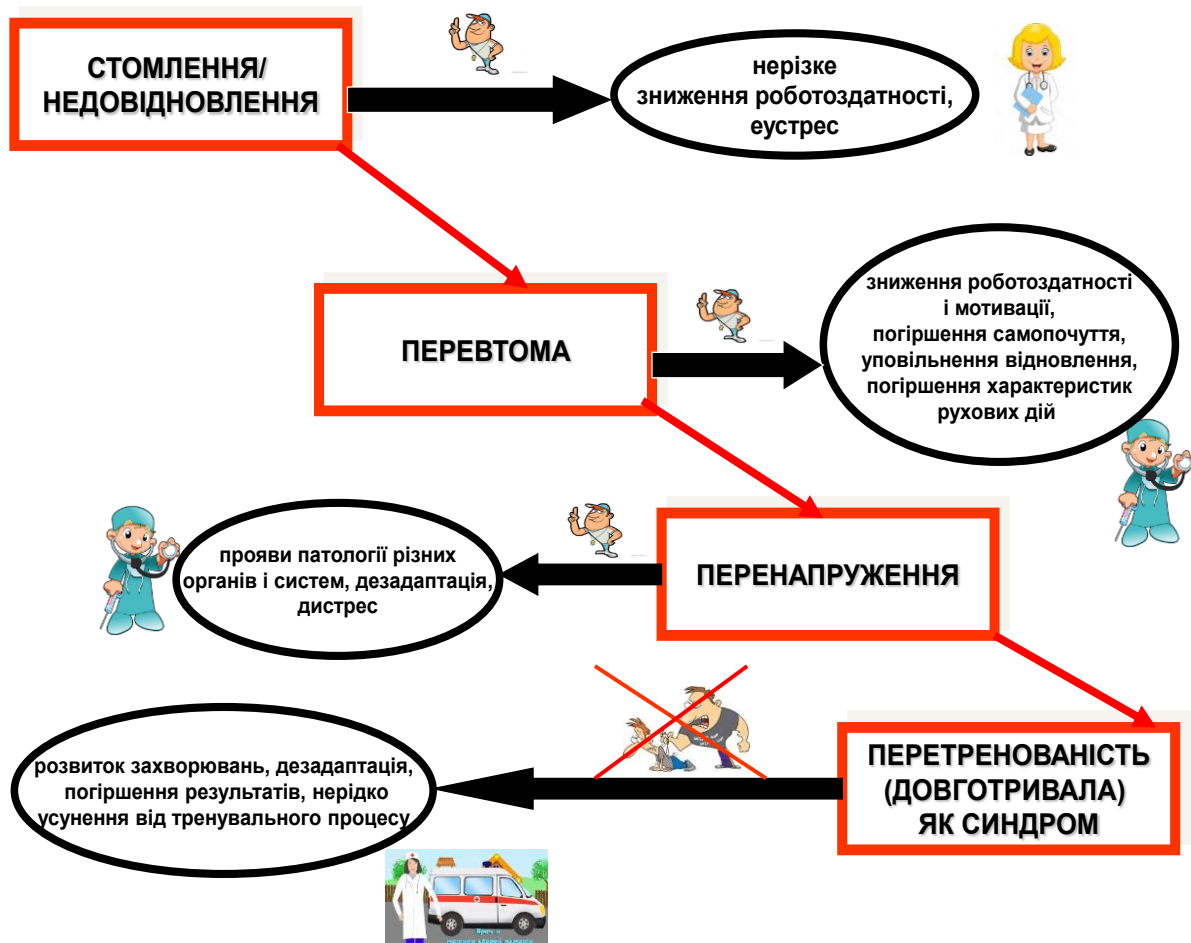 СТОМЛЕННЯ/
НЕДОВІДНОВЛЕННЯ
нерізке
зниження роботоздатності,
еустрес
ПЕРЕВТОМА
зниження роботоздатності
і мотивації,
погіршення самопочуття,
уповільнення відновлення,
погіршення характеристик
рухових дій
прояви патології різних
органів і систем, дезадаптація,
дистрес
ПЕРЕНАПРУЖЕННЯ
розвиток захворювань, дезадаптація,
погіршення результатів, нерідко
усунення від тренувального процесу
ПЕРЕТРЕНОВАНІСТЬ
(ДОВГОТРИВАЛА)
ЯК СИНДРОМ